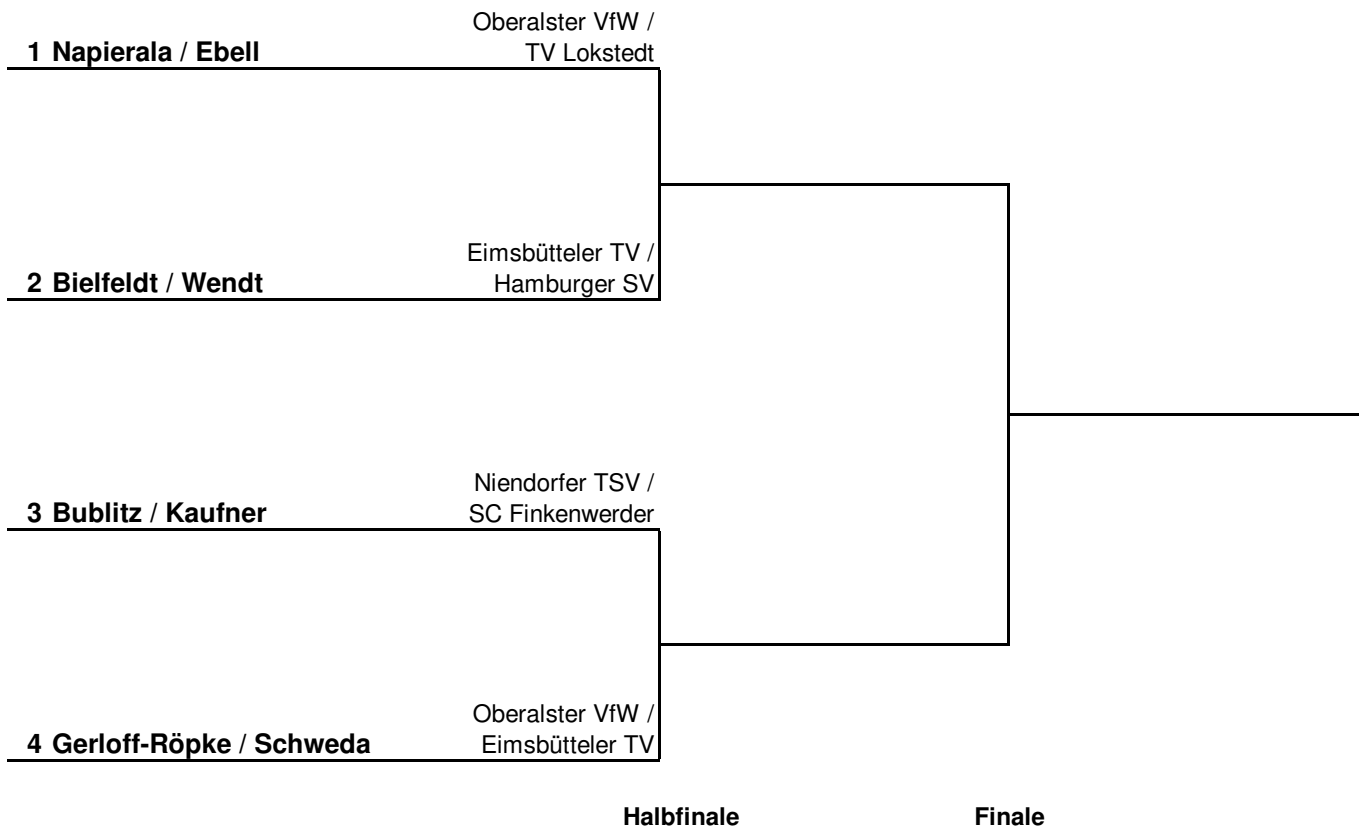 Oberalster VfW /
1 Napierala / Ebell TV Lokstedt
Eimsbütteler TV /
2 Bielfeldt / Wendt Hamburger SV
Niendorfer TSV /
3 Bublitz / Kaufner SC Finkenwerder
Oberalster VfW /
4 Gerloff-Röpke / Schweda Eimsbütteler TV
Halbfinale Finale